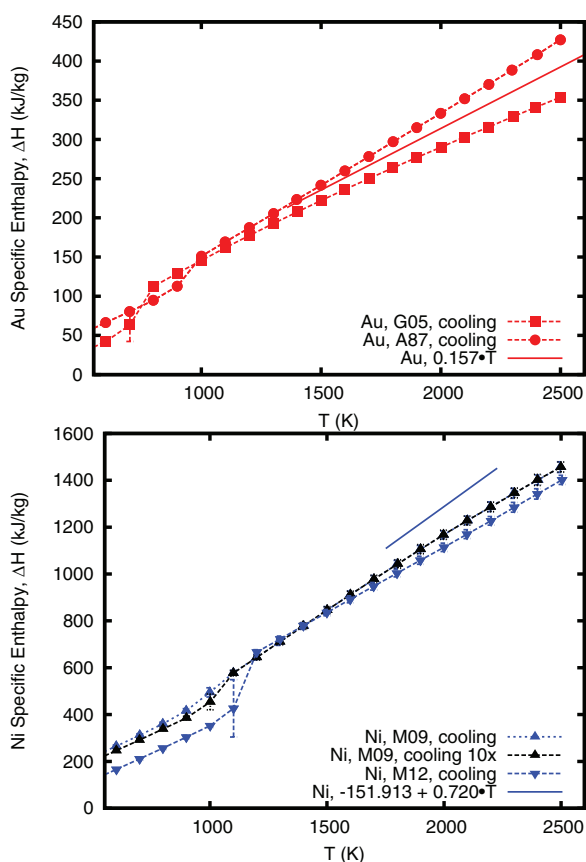 450
400
350
300
250
200
150
100
50
0
Au Specific Enthalpy, ΔH (kJ/kg)
Au, G05, cooling
Au, A87, cooling
Au, 0.157•T
1000 1500 2000 2500
T (K)
1600
1400
1200
1000
800
600
400
200
0
Ni Specific Enthalpy, ΔH (kJ/kg)
Ni, M09, cooling
Ni, M09, cooling 10x
Ni, M12, cooling
Ni, -151.913 + 0.720•T
1000 1500 2000 2500
T (K)